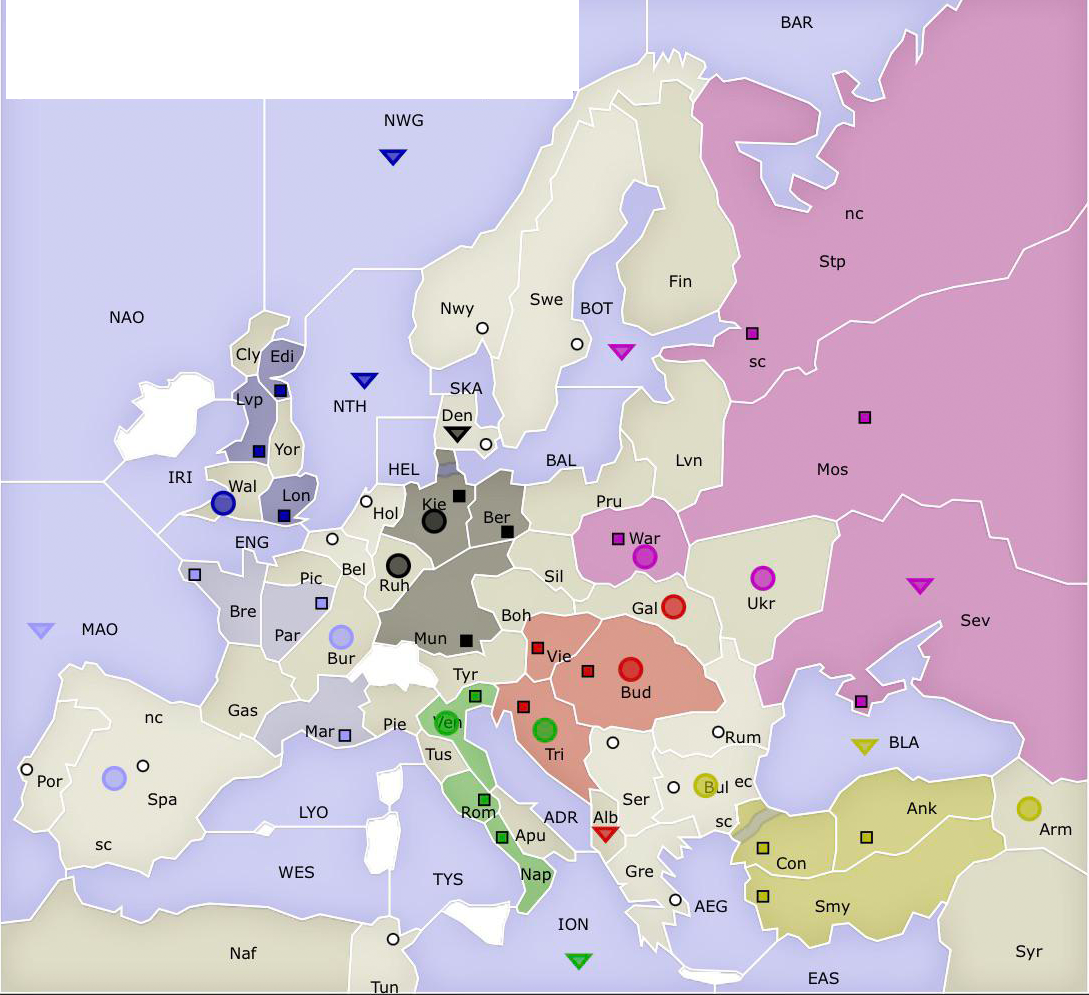 BAR
NWG
nc
Stp
Fin
Swe
Nwy
BOT
NAO
Cly
Edi
sc
SKA
Lvp
NTH
Den
Yor
Lvn
BAL
HEL
Mos
IRI
Wal
Lon
Kie
Pru
Hol
Ber
War
ENG
Bel
Pic
Sil
Ruh
Ukr
Gal
Bre
Boh
Sev
MAO
Par
Mun
Vie
Bur
Tyr
Bud
Gas
nc
Mar
Pie
Ven
Rum
BLA
Tri
Tus
Por
Bul
ec
Spa
Ser
LYO
Rom
ADR
Alb
sc
Ank
Arm
Apu
sc
Con
WES
TYS
Nap
Gre
AEG
Smy
ION
Naf
Syr
EAS
Tun